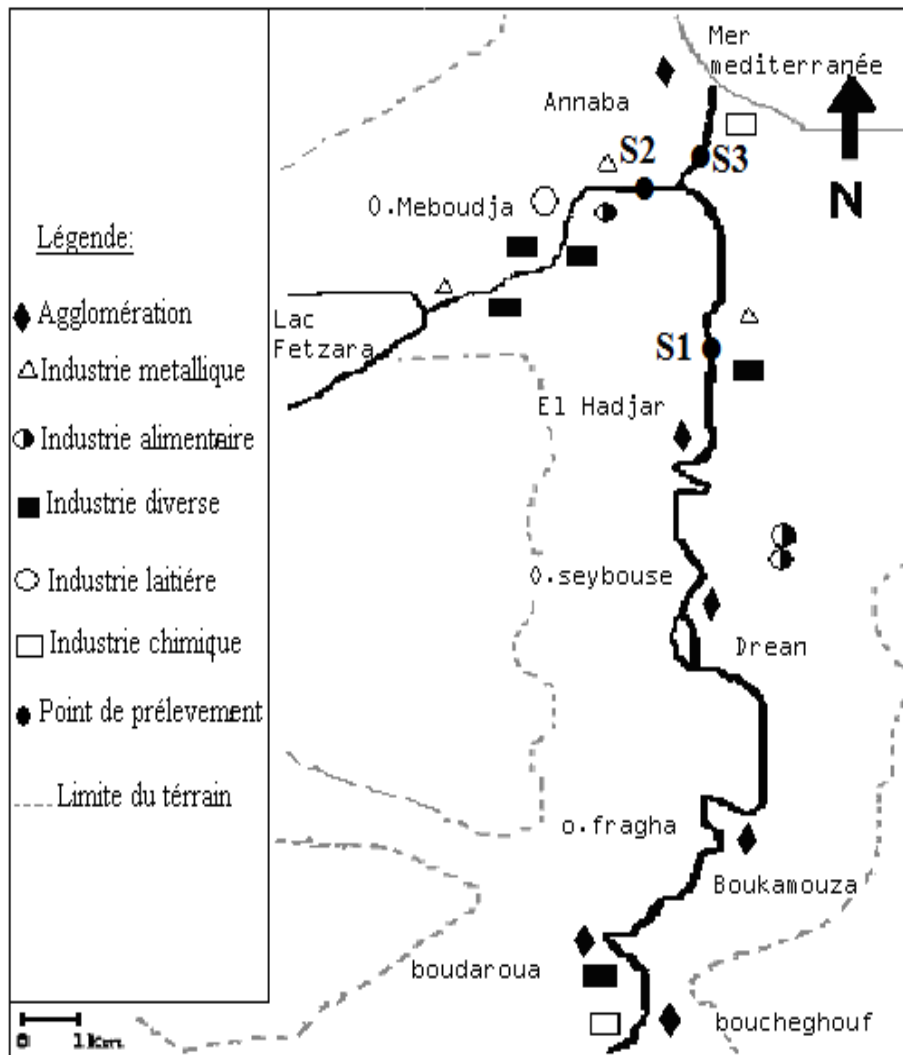 Mer
mediterranée
Annaba
S2
S3
N
O.Meboudja
Légende:
Agglomération
Lac
Fetzara
S1
Industrie metallique
El Hadjar
Industrie alimentaire
Industrie diverse
O.seybouse
Industrie laitiére
Industrie chimique
Drean
Point de prélevement
Limite du térrain
o.fragha
Boukamouza
boudaroua
boucheghouf
0 1km